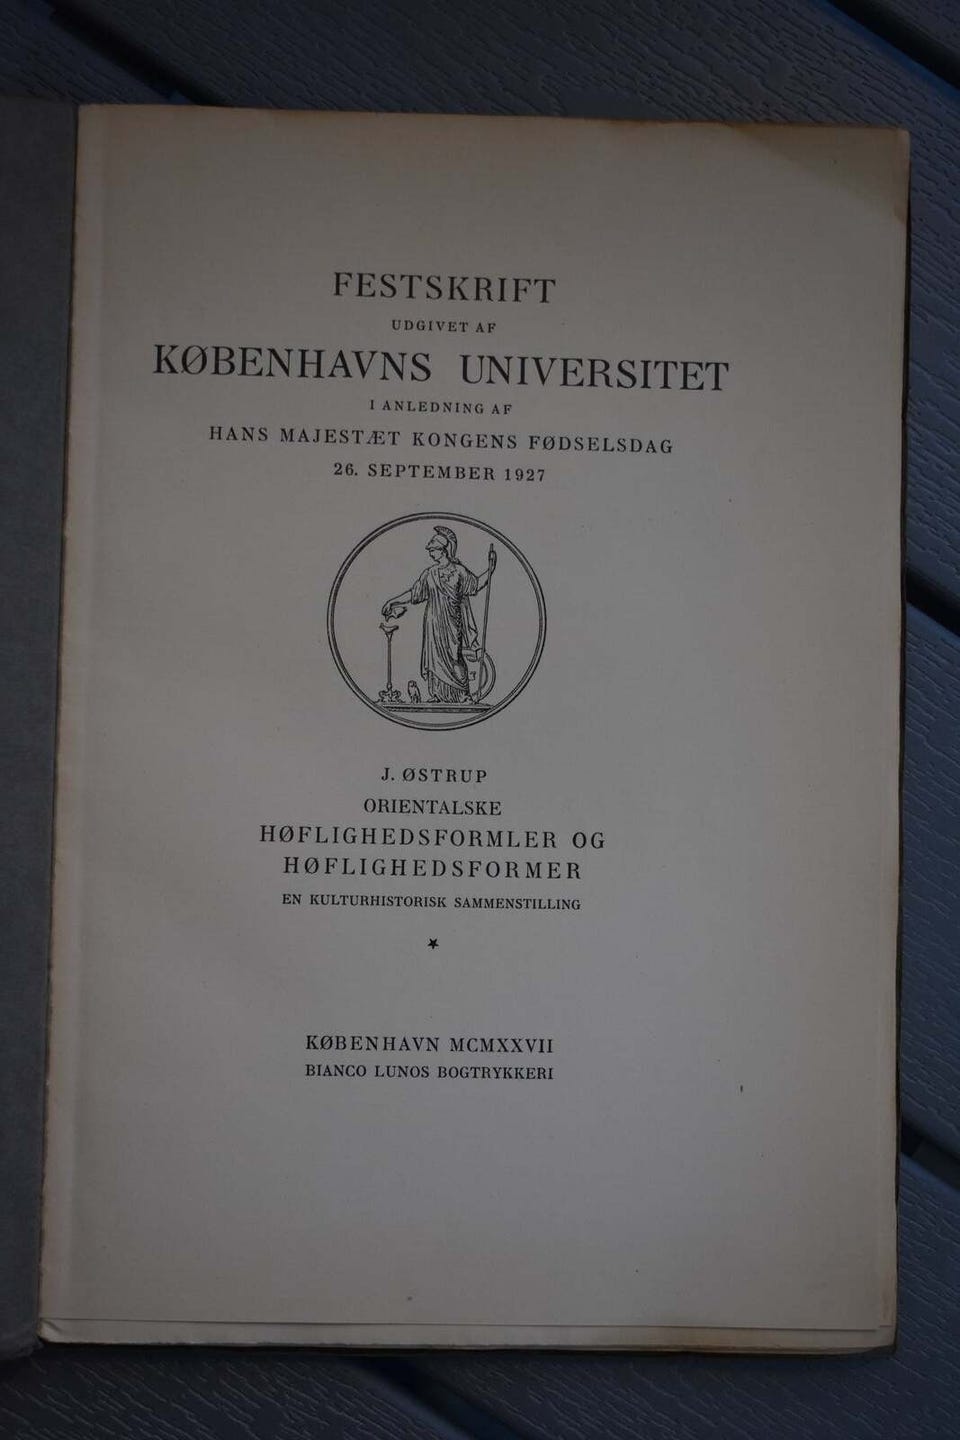 FESTSKRIFT
UDGIVET AF
KØBENHAVNS UNIVERSITET
I ANLEDNING AF
HANS MAJESTÆT KONGENS FØDSELSDAG
26. SEPTEMBER 1927
J. ØSTRUP
ORIENTALSKE
HØFLIGHEDSFORMLER OG
HØFLIGHEDSFORMER
EN KULTURHISTORISK SAMMENSTILLING
★
KØBENHAVN MCMXXVII
BIANCO LUNOS BOGTRYKKERI